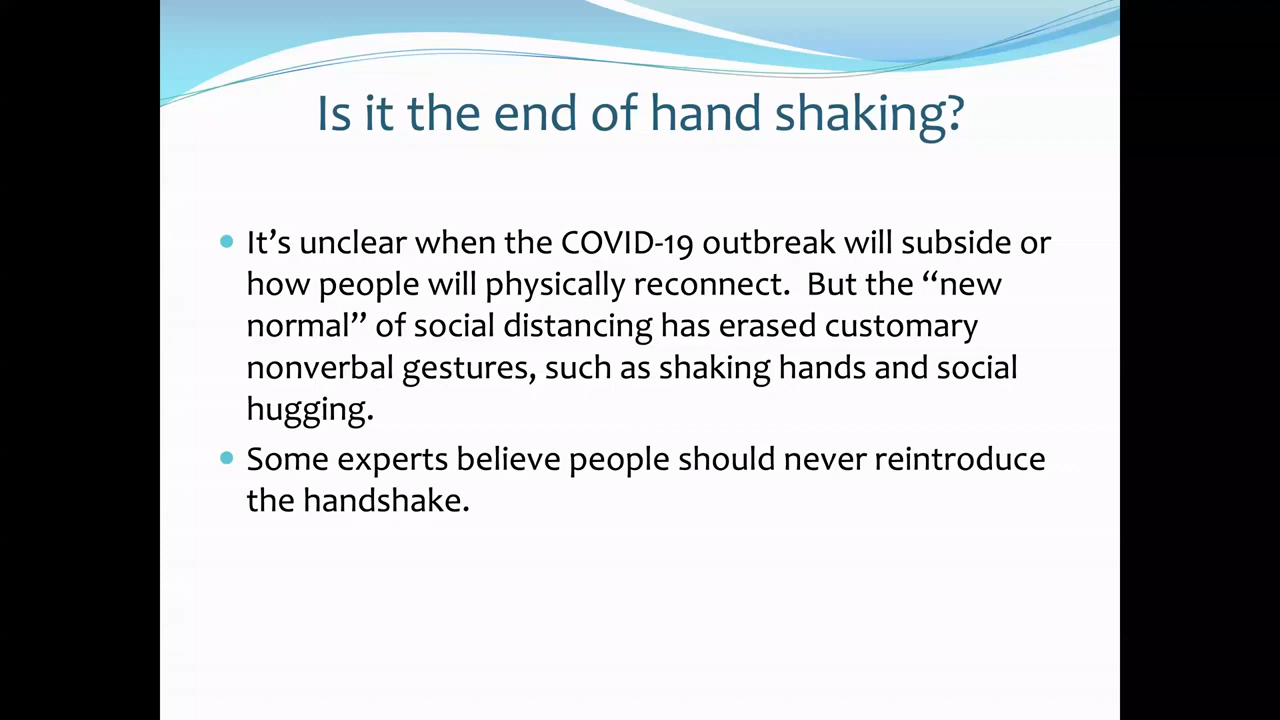 Is it the end of hand shaking?
• It’s unclear when the COVID-19 outbreak will subside or
how people will physically reconnect.  But the “new
normal” of social distancing has erased customary
nonverbal gestures, such as shaking hands and social
hugging.
• Some experts believe people should never reintroduce
the handshake.